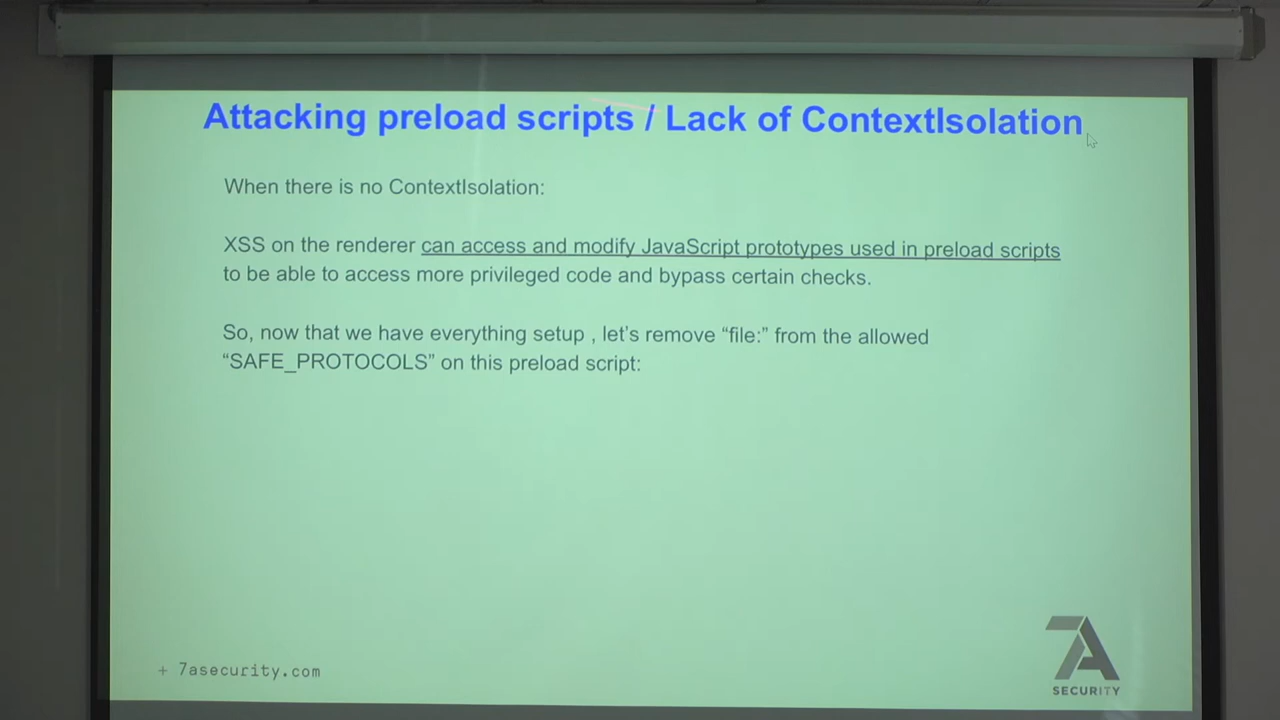 Attacking preload scripts / Lack of ContextIsolation
When there is no ContextIsolation:
XSS on the renderer can access and modify JavaScript prototypes used in preload scripts
to be able to access more privileged code and bypass certain checks.
So, now that we have everything setup , let's remove “file:” from the allowed
“SAFE_PROTOCOLS” on this preload script:
+ 7asecurity.com
7A
SECURITY